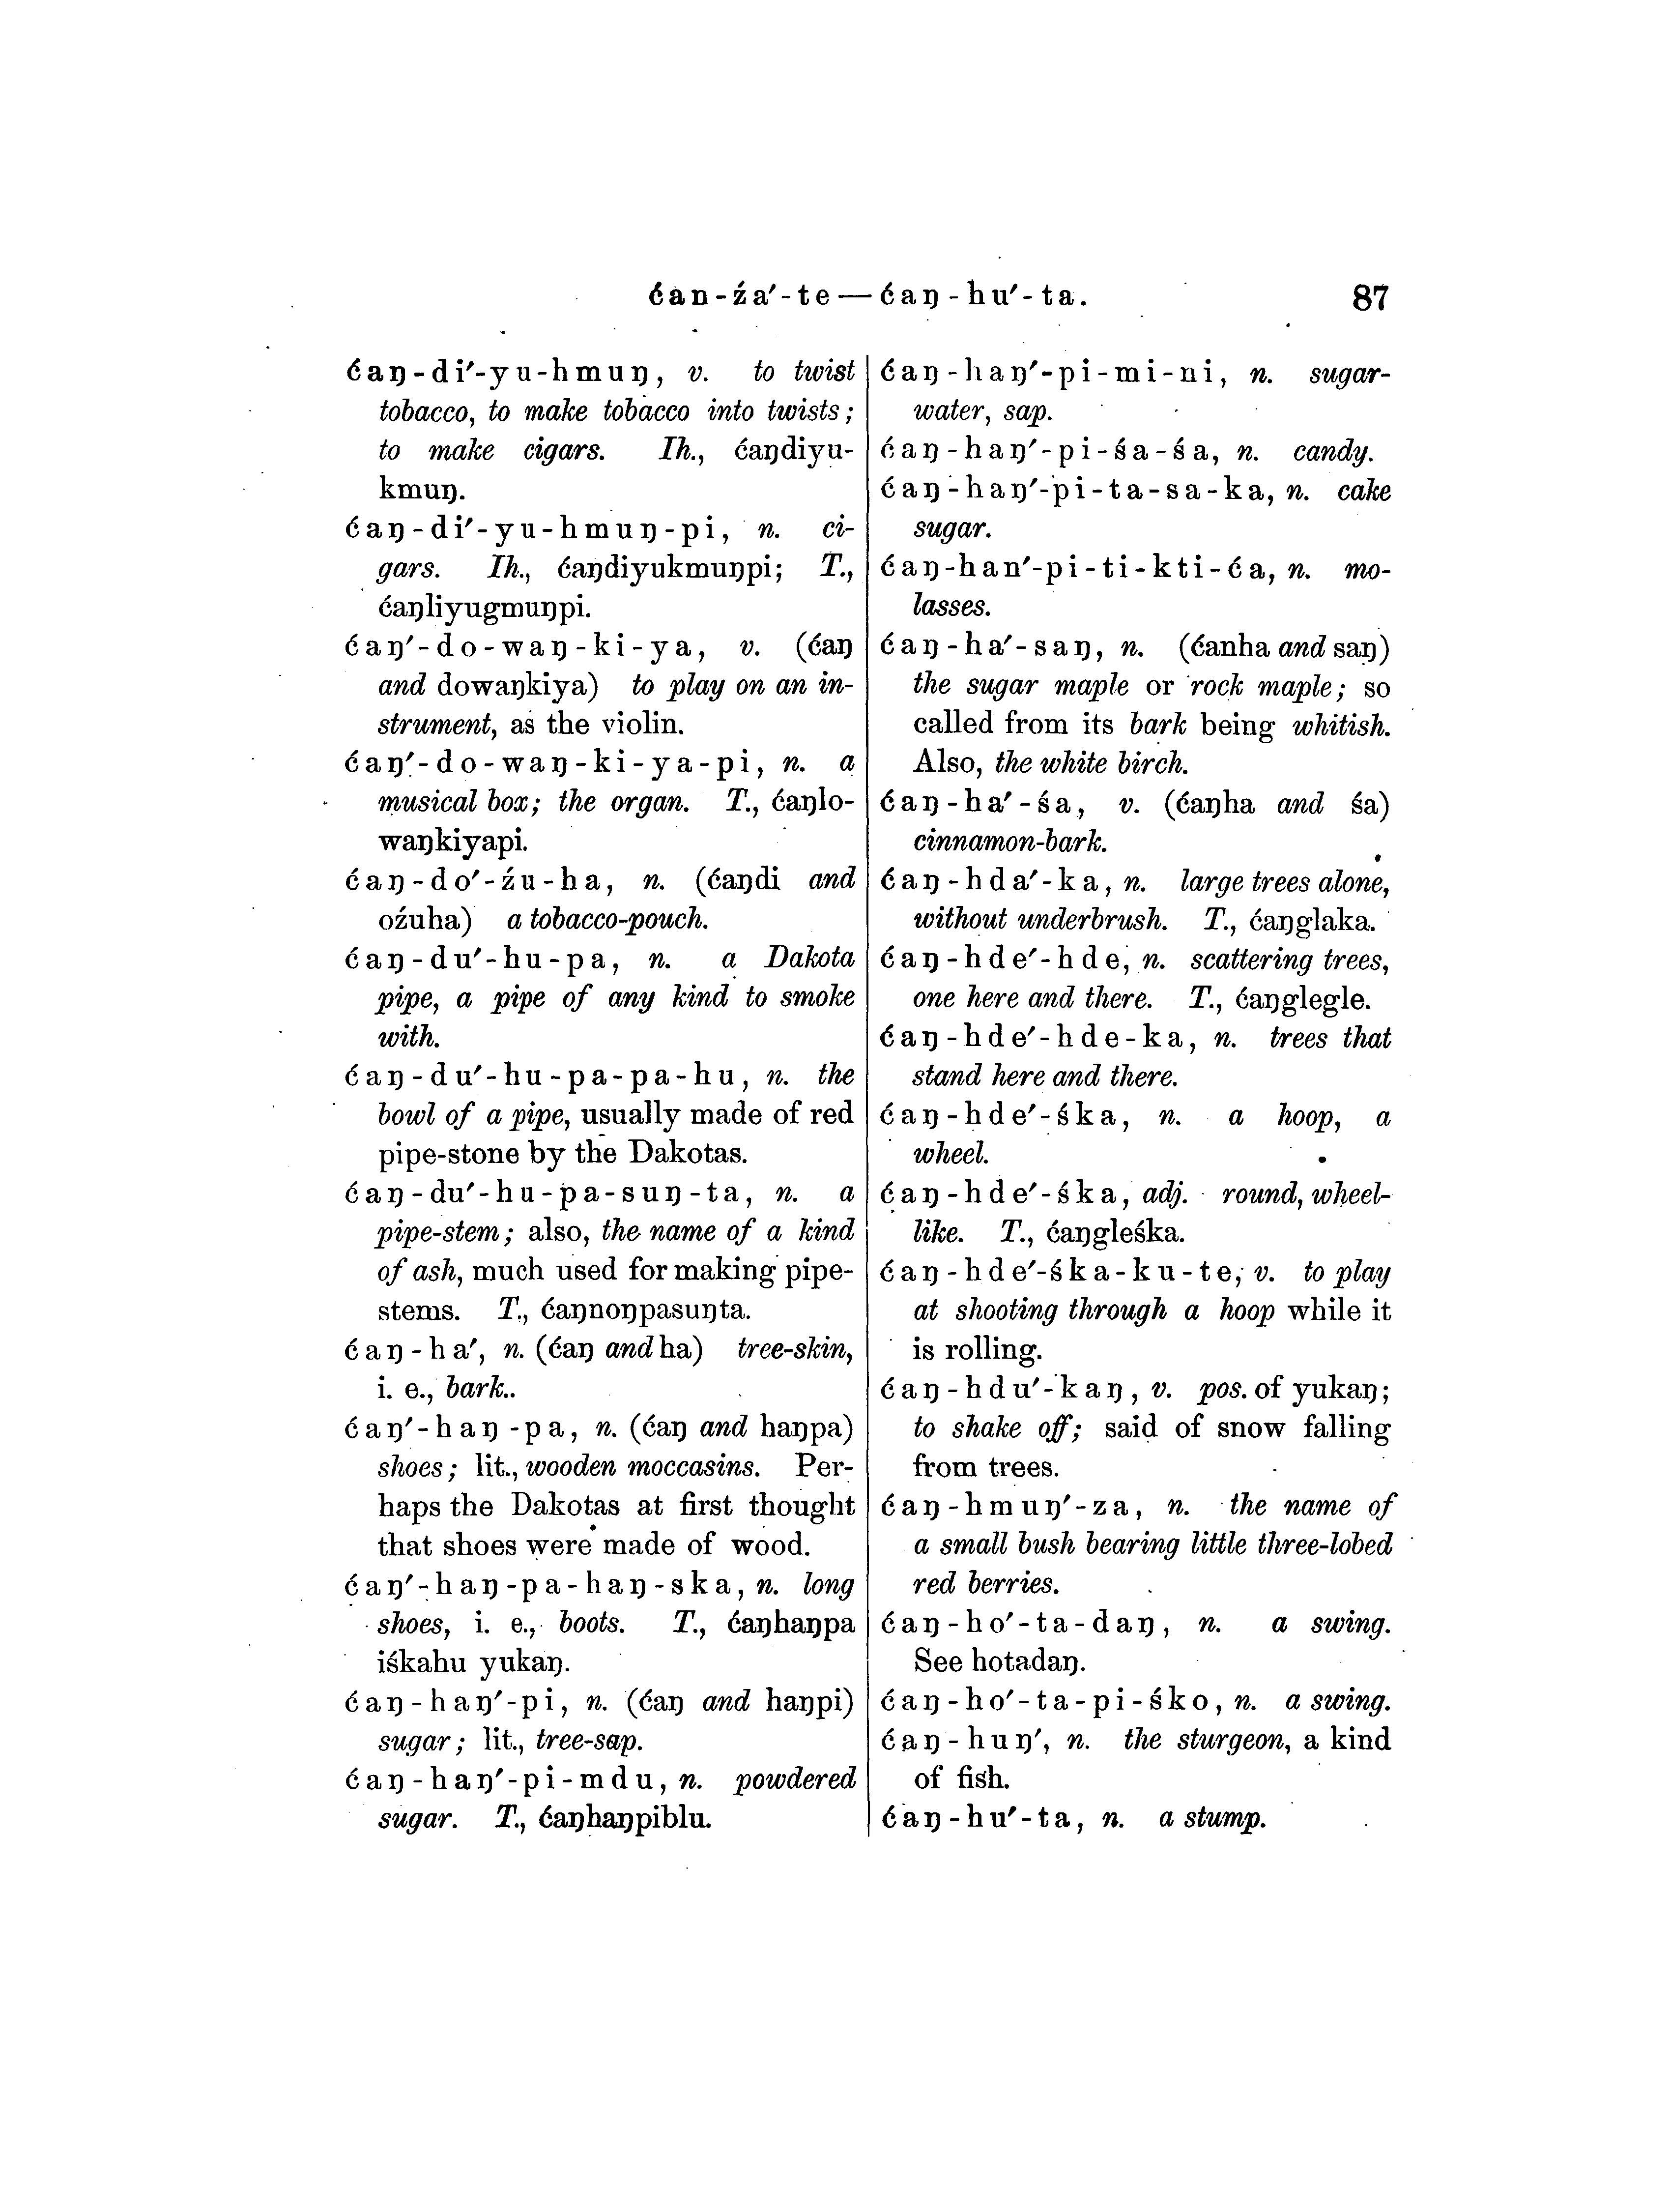 ćan-źa′-te—ćaŋ-hu′-ta. 87
ćaŋ-di′-yu-hmuŋ, v. to twist
tobacco, to make tobacco into twists;
to make cigars. Ih., ćaŋdiyu-
kmuŋ.
ćaŋ-di′-yu-hmuŋ-pi, n. ci-
gars. Ih., ćaŋdiyukmuŋpi; T.,
ćaŋliyugmuŋpi.
ćaŋ′-do-waŋ-ki-ya, v. (ćaŋ
and dowaŋkiya) to play on an in-
strument, as the violin.
ćaŋ′-do-waŋ-ki-ya-pi, n. a
musical box; the organ. T., ćaŋlo-
waŋkiyapi.
ćaŋ-do′-źu-ha, n. (ćaŋdi and
oźuha) a tobacco-pouch.
ćaŋ-du′-hu-pa, n. a Dakota
pipe, a pipe of any kind to smoke
with.
ćaŋ-du′-hu-pa-pa-hu, n. the
bowl of a pipe, usually made of red
pipe-stone by the Dakotas.
ćaŋ-du′-hu-pa-suŋ-ta, n. a
pipe-stem; also, the name of a kind
of ash, much used for making pipe-
stems. T., ćaŋnoŋpasuŋta.
ćaŋ-ha′, n. (ćaŋ and ha) tree-skin,
i. e., bark..
ćaŋ′-haŋ-pa, n. (ćaŋ and haŋpa)
shoes; lit., wooden moccasins. Per-
haps the Dakotas at first thought
that shoes were made of wood.
ćaŋ′-haŋ-pa-haŋ-ska, n. long
shoes, i. e., boots. T., ćaŋhaŋpa
iśkahu yukaŋ.
ćaŋ-haŋ′-pi, n. (ćaŋ and haŋpi)
sugar; lit., tree-sap.
ćaŋ-haŋ′-pi-mdu, n. powdered
sugar. T., ćaŋhaŋpiblu.
ćaŋ-haŋ′-pi-mi-ni, n. sugar-
water, sap.
ćaŋ-haŋ′-pi-śa-śa, n. candy.
ćaŋ-haŋ′-pi-ta-sa-ka, n. cake
sugar.
ćaŋ-han′-pi-ti-kti-ća, n. mo-
lasses.
ćaŋ-ha′-saŋ, n. (ćanha and saŋ)
the sugar maple or rock maple; so
called from its bark being whitish.
Also, the white birch.
ćaŋ-ha′-śa, v. (ćaŋha and śa)
cinnamon-bark.
ćaŋ-hda′-ka, n. large trees alone,
without underbrush. T., ćaŋglaka.
ćaŋ-hde′-hde, n. scattering trees,
one here and there. T., ćaŋglegle.
ćaŋ-hde′-hde-ka, n. trees that
stand here and there.
ćaŋ-hde′-śka, n. a hoop, a
wheel.
ćaŋ-hde′-śka, adj. round, wheel-
like. T., ćaŋgleśka.
ćaŋ-hde′-śka-ku-te, v. to play
at shooting through a hoop while it
is rolling.
ćaŋ-hdu′-kaŋ, v. pos. of yukaŋ;
to shake off; said of snow falling
from trees.
ćaŋ-hmuŋ′-za, n. the name of
a small bush bearing little three-lobed
red berries.
ćaŋ-ho′-ta-daŋ, n. a swing.
See hotadaŋ.
ćaŋ-ho′-ta-pi-śko, n. a swing.
ćaŋ-huŋ′, n. the sturgeon, a kind
of fish.
ćaŋ-hu′-ta, n. a stump.